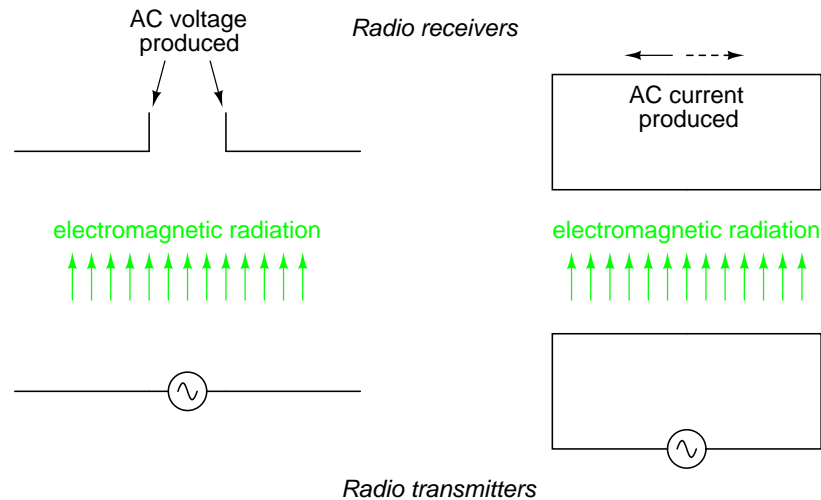 AC voltage
produced
Radio receivers
AC current
produced
electromagnetic radiation
electromagnetic radiation
Radio transmitters